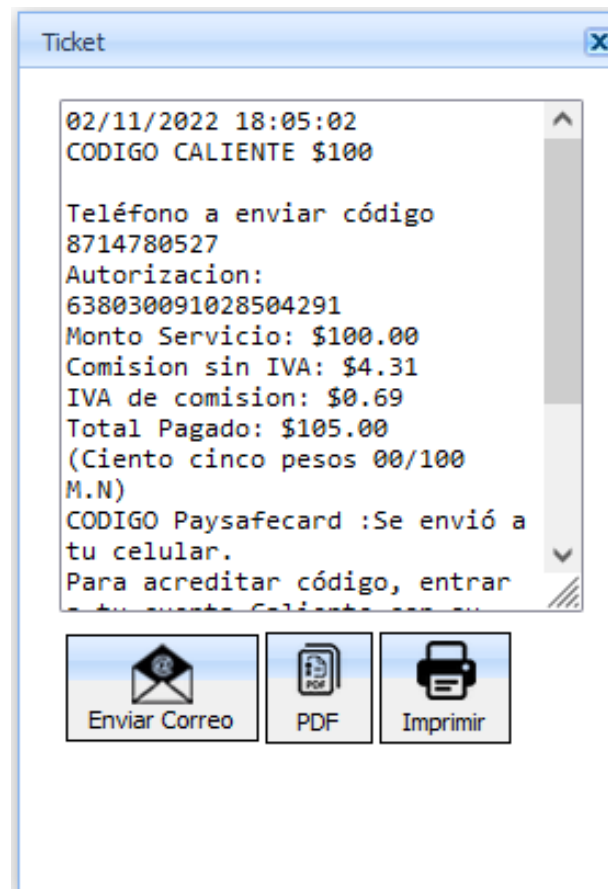 Ticket
02/11/2022 18:05:02
CODIGO CALIENTE $100
Teléfono a enviar código
8714780527
Autorizacion:
638030091028504291
Monto Servicio: $100.00
Comision sin IVA: $4.31
IVA de comision: $0.69
Total Pagado: $105.00
(Ciento cinco pesos 00/100
M.N)
CODIGO Paysafecard :Se envió a
tu celular.
Para acreditar código, entrar
Enviar Correo
PDF
Imprimir